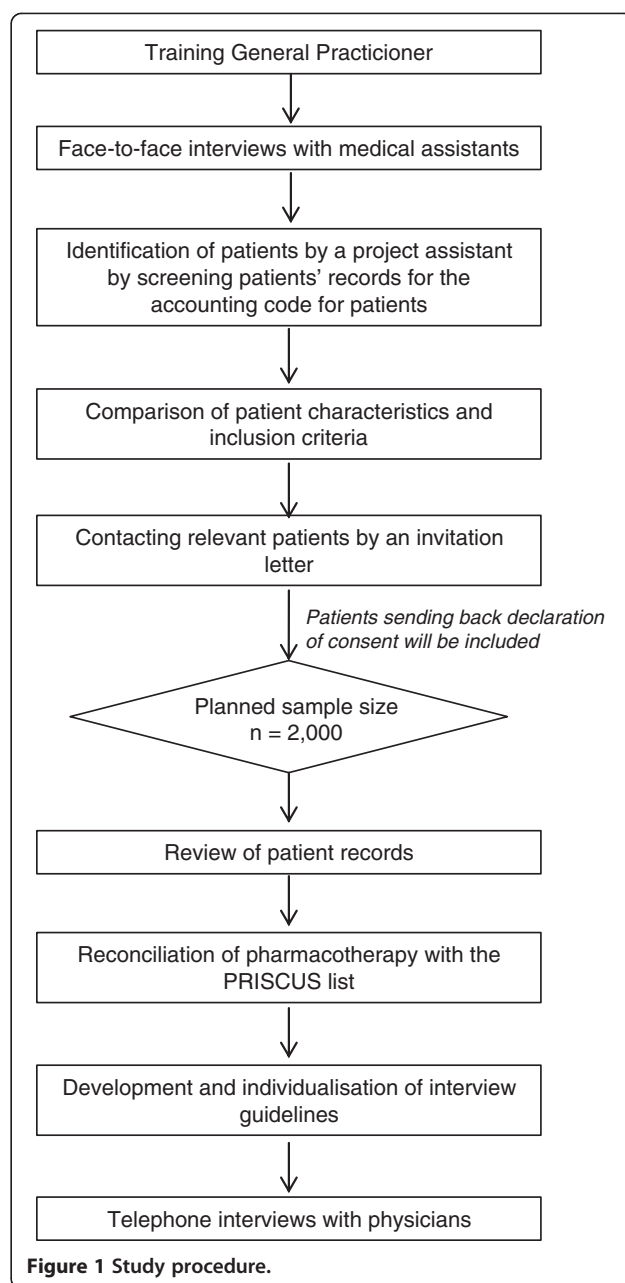 Training General Practicioner
Face-to-face interviews with medical assistants
Identification of patients by a project assistant
by screening patients’ records for the
accounting code for patients
Comparison of patient characteristics and
inclusion criteria
Contacting relevant patients by an invitation
letter
Patients sending back declaration
of consent will be included
Planned sample size
n = 2,000
Review of patient records
Reconciliation of pharmacotherapy with the
PRISCUS list
Development and individualisation of interview
guidelines
Telephone interviews with physicians
Figure 1 Study procedure.